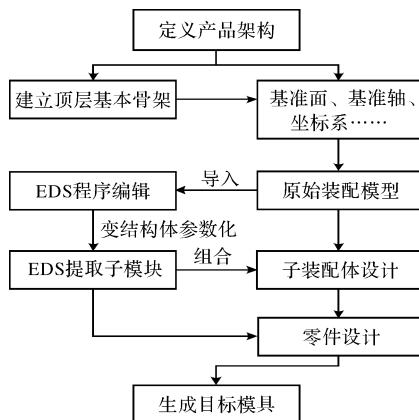 定义产品架构
建立顶层基本骨架
基准面、基准轴、
坐标系……
导入
EDS程序编辑
原始装配模型
变结构体参数化
组合
EDS提取子模块
子装配体设计
零件设计
生成目标模具